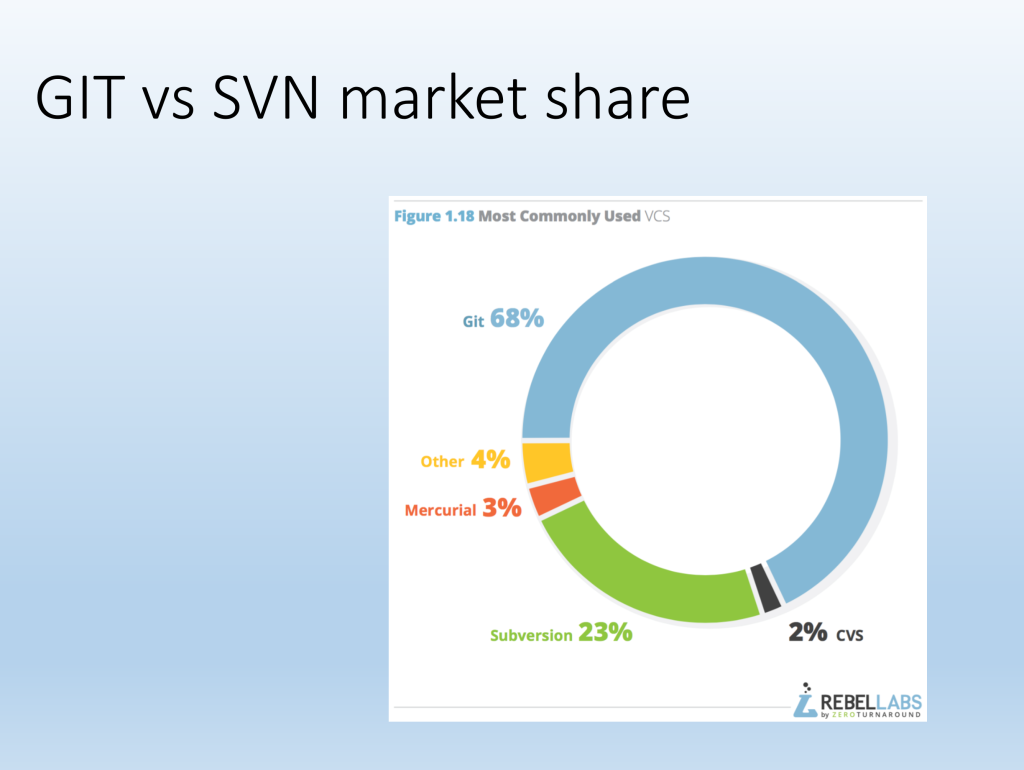 GIT vs SVN market share
Figure 1.18 Most Commonly Used VCS
Git 68%
Other 4%
Mercurial 3%
Subversion 23%
2% CVS
REBELLABS
by ZEROTURNAROUND